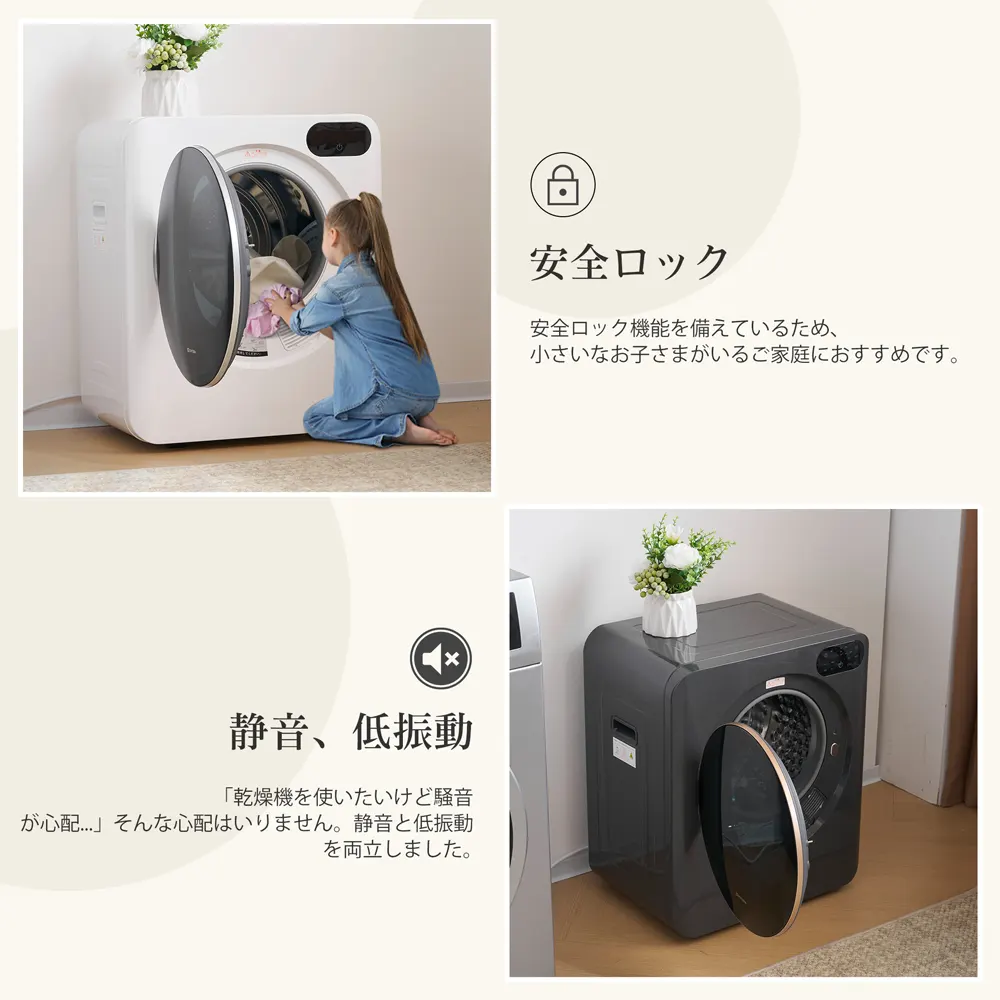 安全ロック
安全ロック機能を備えているため、
小さいなお子さまがいるご家庭におすすめです。
静音、低振動
「乾燥機を使いたいけど騒音
が心配...」そんな心配はいりません。静音と低振動
を両立しました。